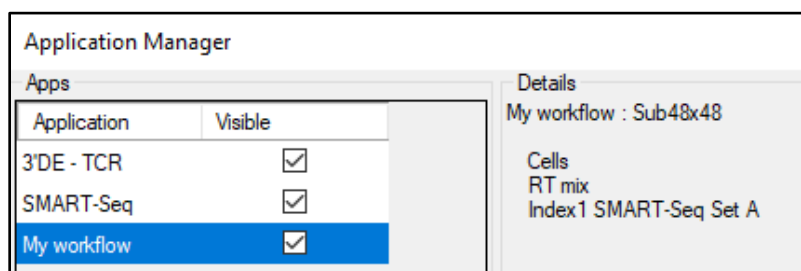 Application Manager
Apps
Application Visible
3'DE - TCR
SMART-Seq
My workflow
Details
My workflow : Sub48x48
Cells
RT mix
Index1 SMART-Seq Set A